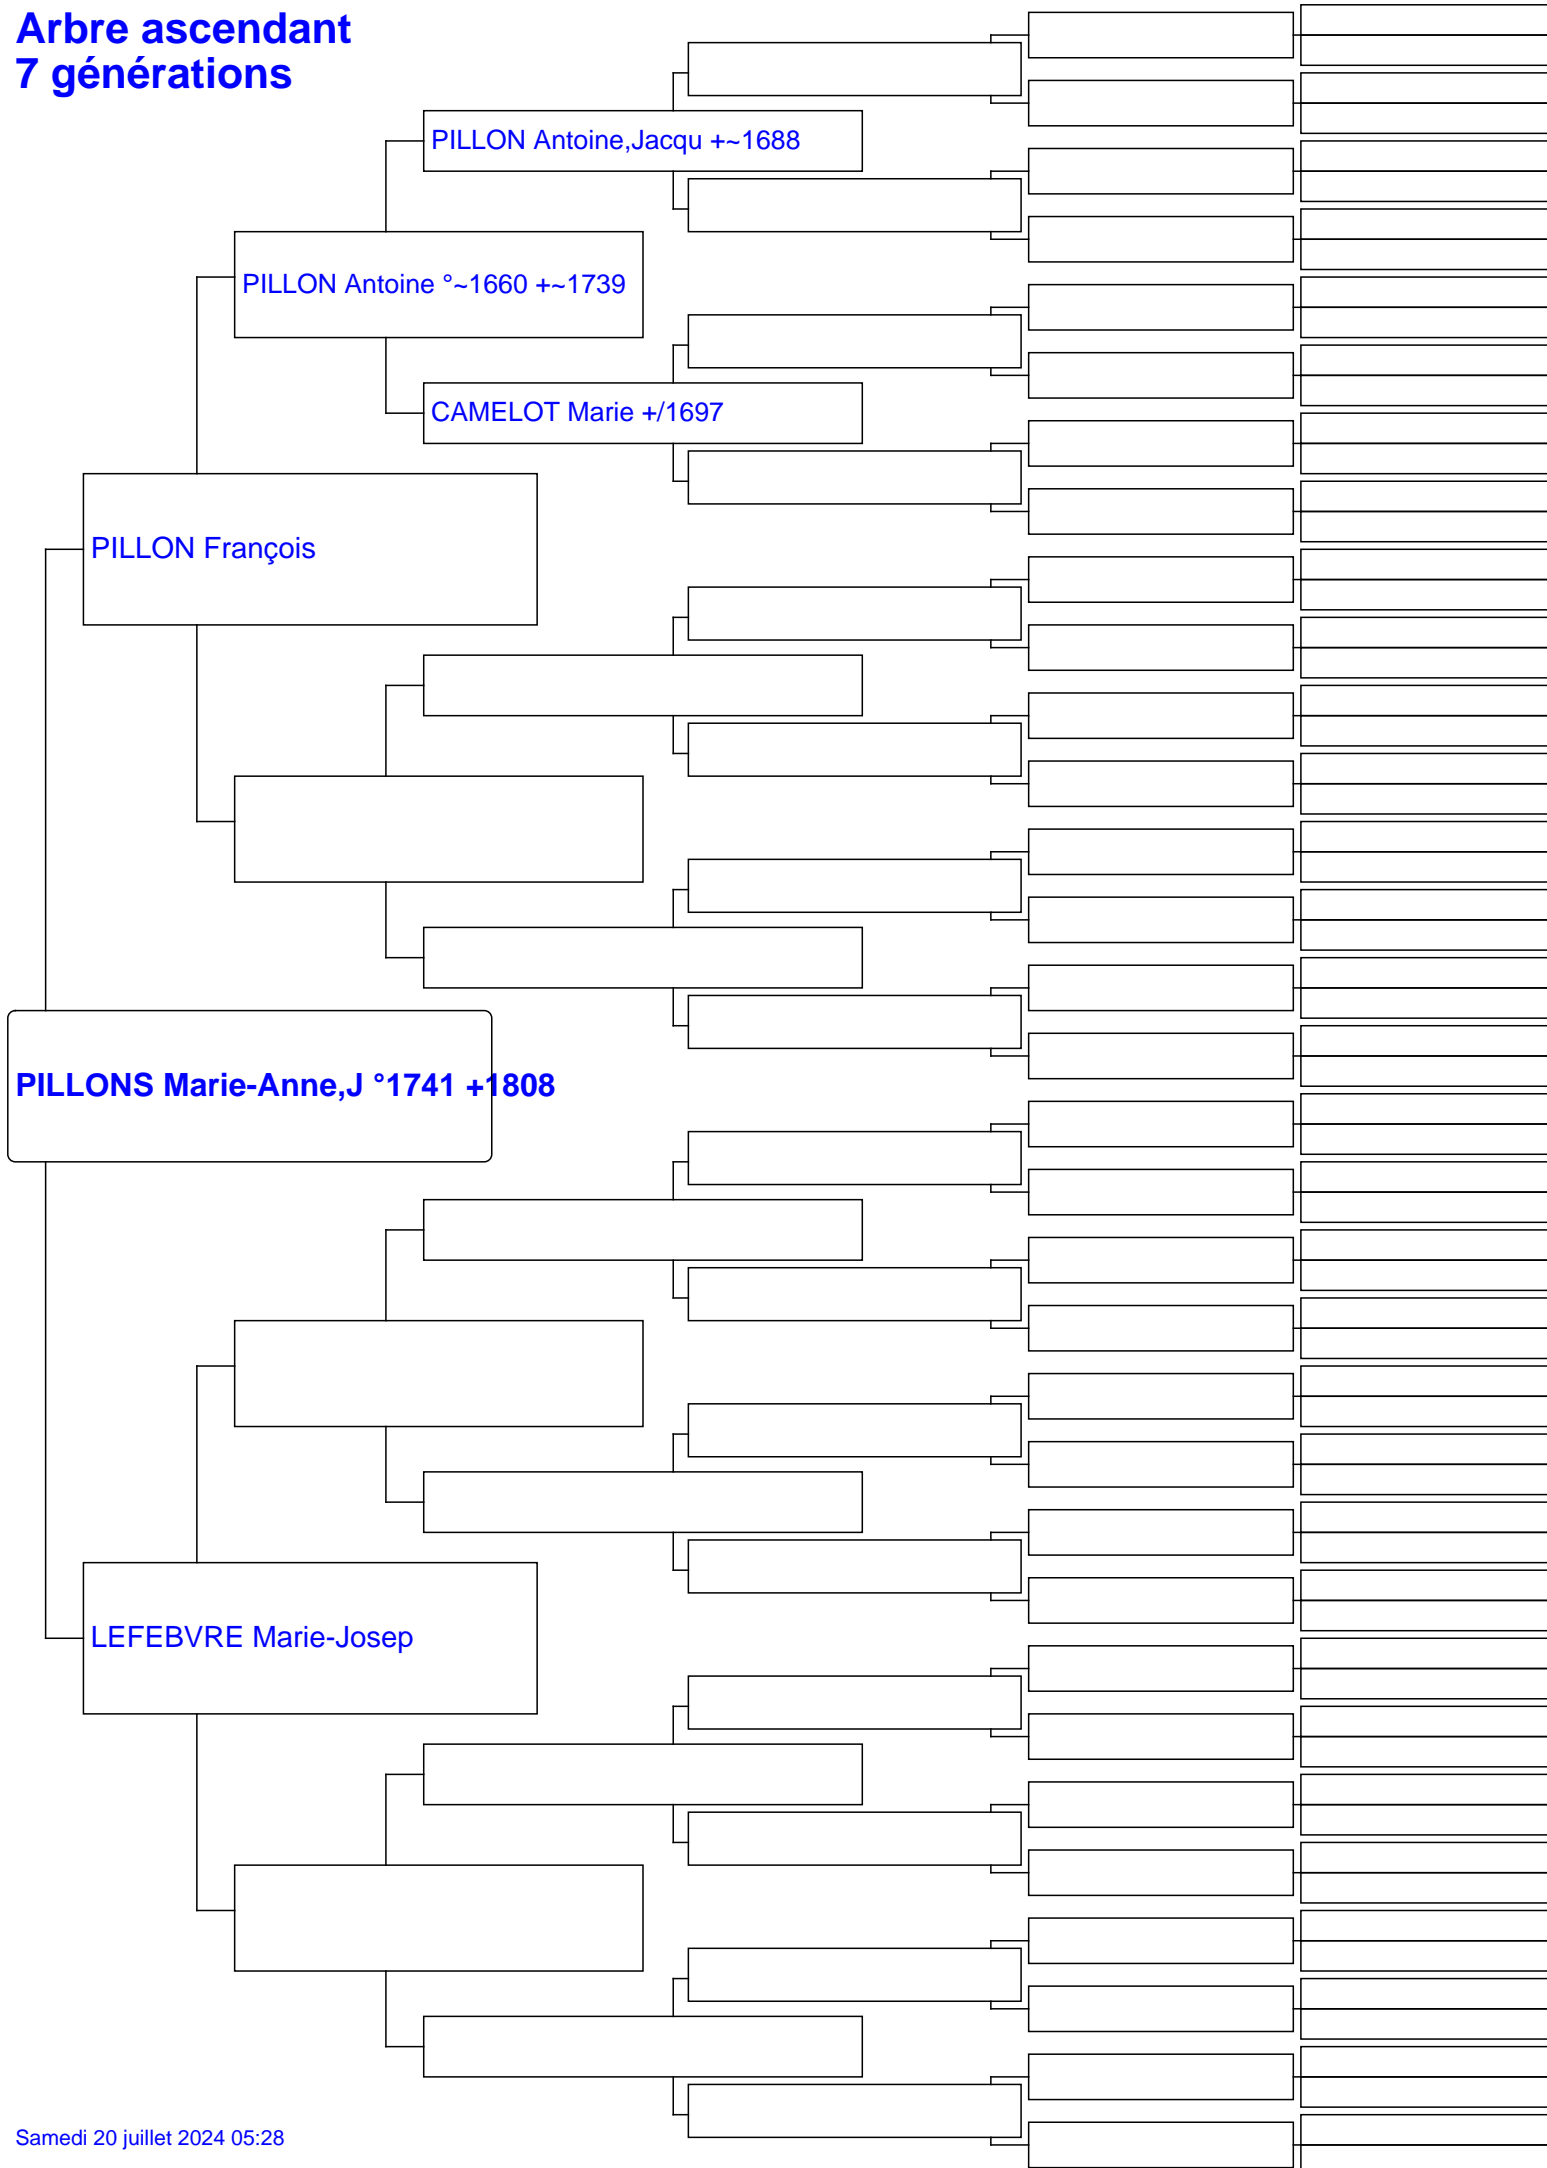 Arbre ascendant
7 générations
PILLON Antoine,Jacqu +~1688
PILLON Antoine °~1660 +~1739
CAMELOT Marie +/1697
PILLON François
PILLONS Marie-Anne,J °1741 +1808
LEFEBVRE Marie-Josep
Samedi 20 juillet 2024 05:28